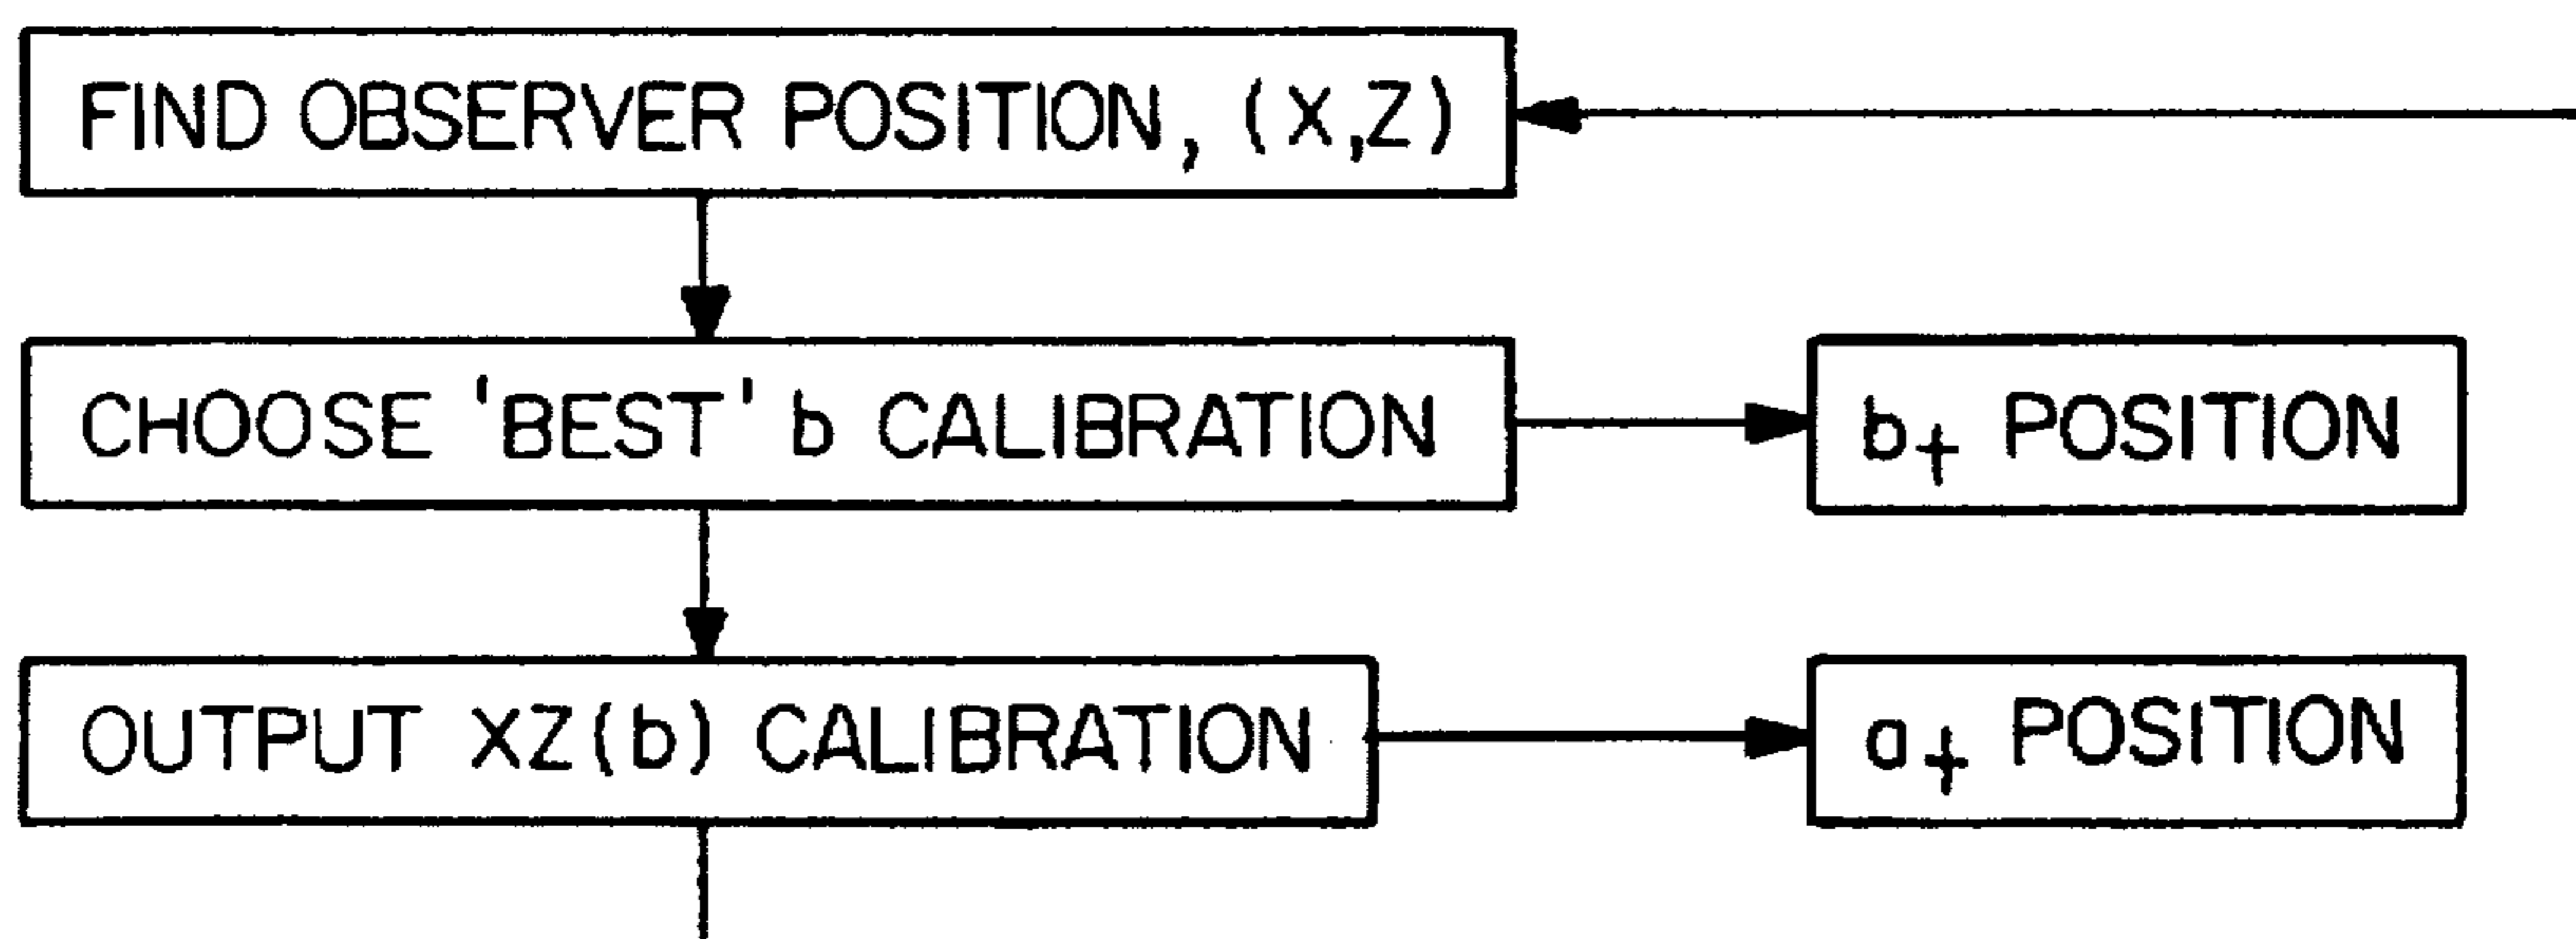 FIND OBSERVER POSITION, (X,Z)
CHOOSE 'BEST' b CALIBRATION
b+ POSITION
OUTPUT XZ(b) CALIBRATION
a+ POSITION